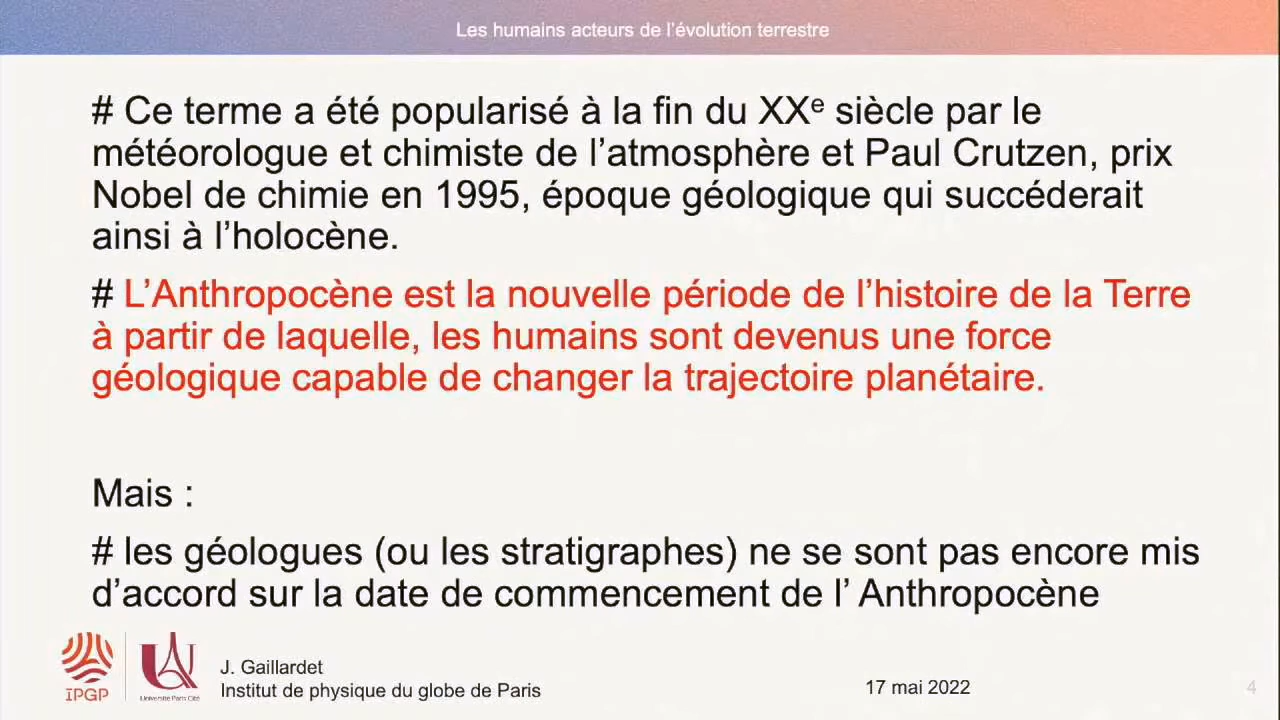 Les humains acteurs de l'évolution terrestre
# Ce terme a été popularisé à la fin du XXe siècle par le
météorologue et chimiste de l'atmosphère et Paul Crutzen, prix
Nobel de chimie en 1995, époque géologique qui succéderait
ainsi à l'holocène.
# L'Anthropocène est la nouvelle période de l'histoire de la Terre
à partir de laquelle, les humains sont devenus une force
géologique capable de changer la trajectoire planétaire.
Mais :
# les géologues (ou les stratigraphes) ne se sont pas encore mis
d'accord sur la date de commencement de l' Anthropocène
IPGP
Université Paris Cité
J. Gaillardet
Institut de physique du globe de Paris
17 mai 2022
4